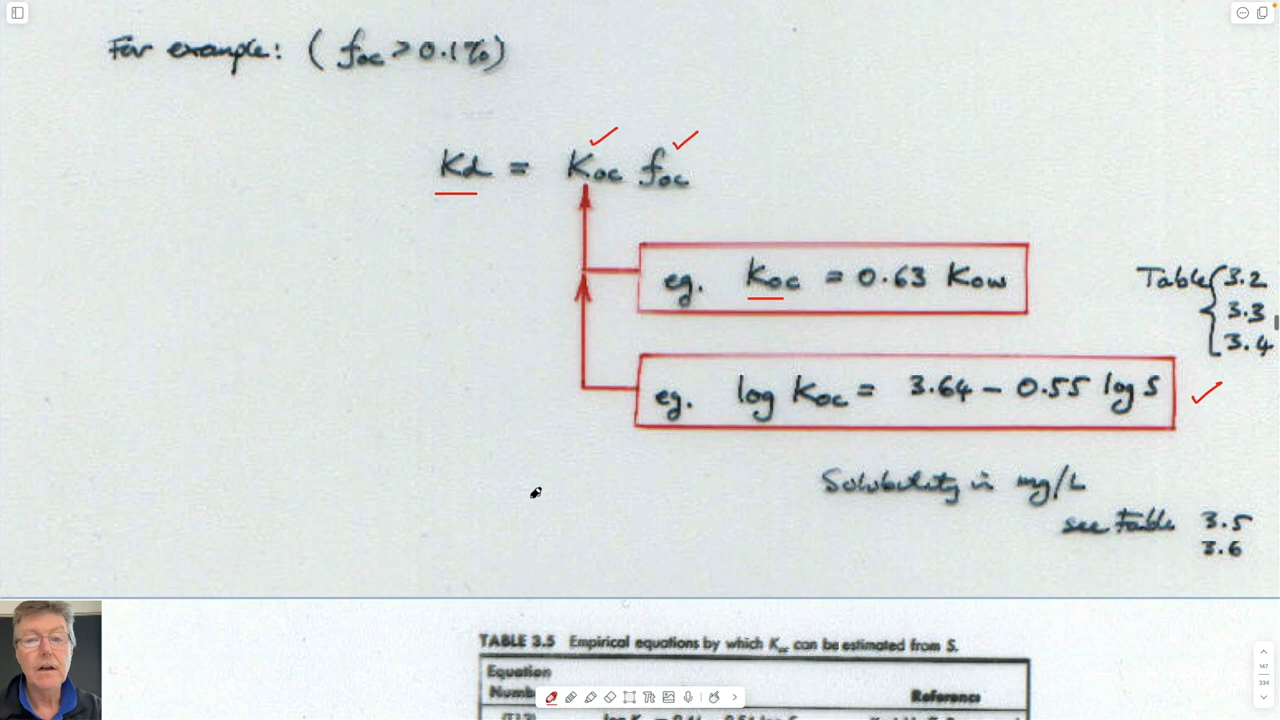 For example: ( foc > 0.1%)
Kd = Koc foc
eg. Koc = 0.63 Kow
Table { 3.2
3.3
3.4
eg. log Koc = 3.64 - 0.55 log S
Solubility in mg/L
see Table 3.5
3.6
TABLE 3.5 Empirical equations by which Koc can be estimated from S.
Equation
Reference
147
334